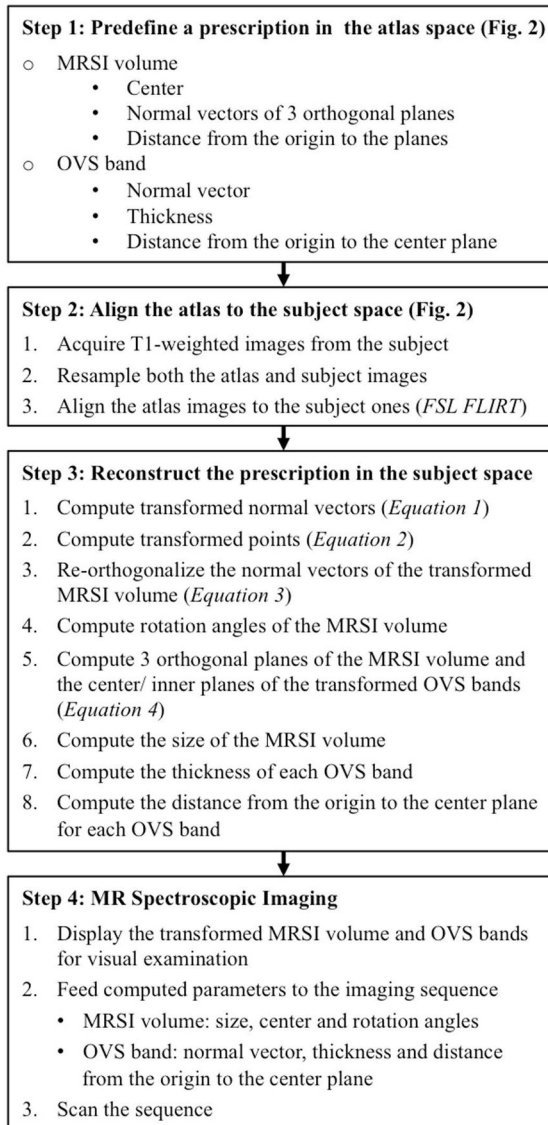 Step 1: Predefine a prescription in the atlas space (Fig. 2)
o MRSI volume
• Center
• Normal vectors of 3 orthogonal planes
• Distance from the origin to the planes
o OVS band
• Normal vector
• Thickness
• Distance from the origin to the center plane
Step 2: Align the atlas to the subject space (Fig. 2)
1. Acquire T1-weighted images from the subject
2. Resample both the atlas and subject images
3. Align the atlas images to the subject ones (FSL FLIRT)
Step 3: Reconstruct the prescription in the subject space
1. Compute transformed normal vectors (Equation 1)
2. Compute transformed points (Equation 2)
3. Re-orthogonalize the normal vectors of the transformed
MRSI volume (Equation 3)
4. Compute rotation angles of the MRSI volume
5. Compute 3 orthogonal planes of the MRSI volume and
the center/ inner planes of the transformed OVS bands
(Equation 4)
6. Compute the size of the MRSI volume
7. Compute the thickness of each OVS band
8. Compute the distance from the origin to the center plane
for each OVS band
Step 4: MR Spectroscopic Imaging
1. Display the transformed MRSI volume and OVS bands
for visual examination
2. Feed computed parameters to the imaging sequence
• MRSI volume: size, center and rotation angles
• OVS band: normal vector, thickness and distance
from the origin to the center plane
3. Scan the sequence